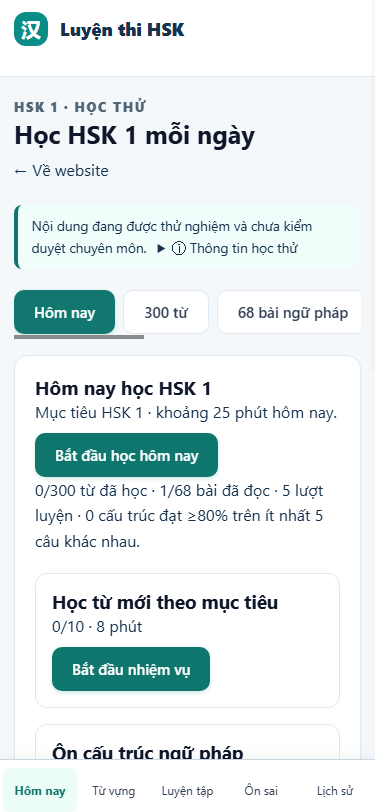 汉 Luyện thi HSK
HSK 1 · HỌC THỬ
Học HSK 1 mỗi ngày
← Về website
Nội dung đang được thử nghiệm và chưa kiểm
duyệt chuyên môn. ▶ ⓘ Thông tin học thử
Hôm nay 300 từ 68 bài ngữ pháp
Hôm nay học HSK 1
Mục tiêu HSK 1 · khoảng 25 phút hôm nay.
Bắt đầu học hôm nay
0/300 từ đã học · 1/68 bài đã đọc · 5 lượt
luyện · 0 cấu trúc đạt ≥80% trên ít nhất 5
câu khác nhau.
Học từ mới theo mục tiêu
0/10 · 8 phút
Bắt đầu nhiệm vụ
Ôn cấu trúc ngữ pháp
Hôm nay Từ vựng Luyện tập Ôn sai Lịch sử